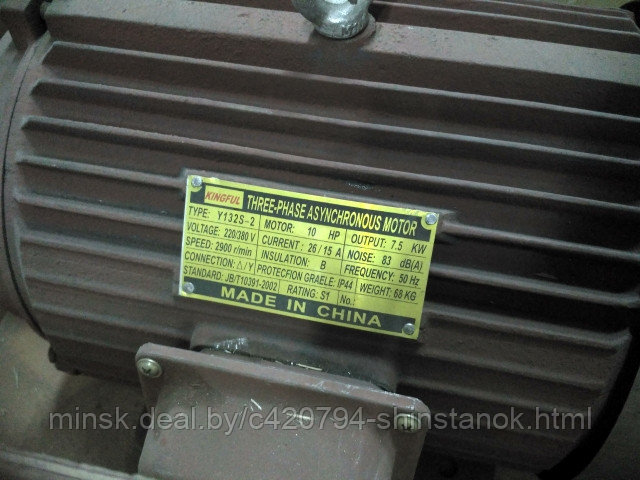 KINGFUL THREE-PHASE ASYNCHRONOUS MOTOR
TYPE: Y132S-2 MOTOR: 10 HP OUTPUT: 7.5 KW
VOLTAGE: 220/380 V CURRENT: 26/15 A NOISE: 83 dB(A)
SPEED: 2900 r/min INSULATION: B FREQUENCY: 50 Hz
CONNECTION: △/Y PROTECFION GRAELE: IP44 WEIGHT: 68 KG
STANDARD: JB/T10391-2002 RATING: S1 No.:
MADE IN CHINA
minsk.deal.by/c420794-shinstanok.html